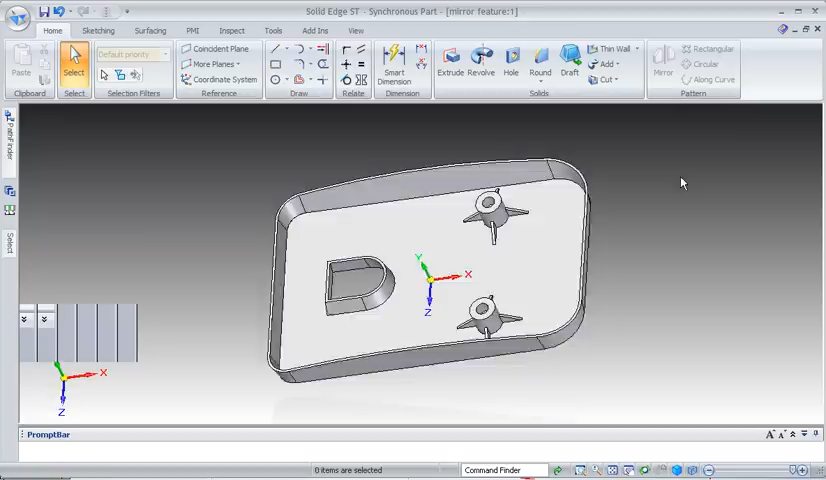 Solid Edge ST - Synchronous Part - [mirror feature:1]
Home Sketching Surfacing PMI Inspect Tools Add Ins View
Paste
Clipboard
Select
Select
Default priority
Selection Filters
Coincident Plane
More Planes
Coordinate System
Reference
Draw
Relate
Smart
Dimension
Dimension
Extrude Revolve Hole Round Draft
Thin Wall
Add
Cut
Solids
Mirror
Rectangular
Circular
Along Curve
Pattern
PathFinder
Select
Y
X
Z
X
Z
PromptBar
0 items are selected
Command Finder